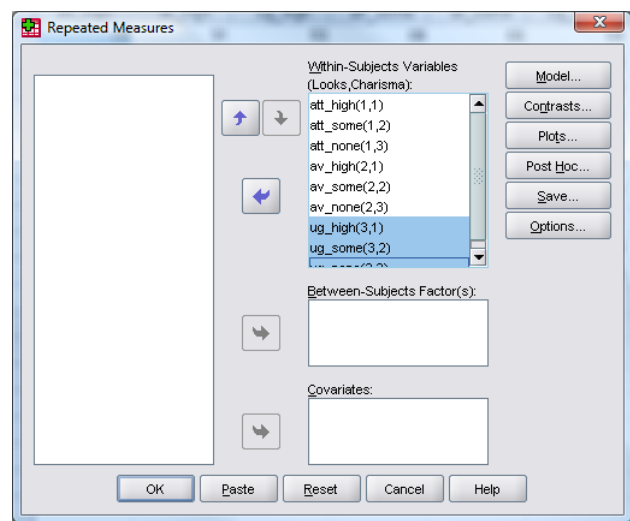 Repeated Measures
Within-Subjects Variables
(Looks,Charisma):
att_high(1,1)
att_some(1,2)
att_none(1,3)
av_high(2,1)
av_some(2,2)
av_none(2,3)
ug_high(3,1)
ug_some(3,2)
Model...
Contrasts...
Plots...
Post Hoc...
Save...
Options...
Between-Subjects Factor(s):
Covariates:
OK Paste Reset Cancel Help